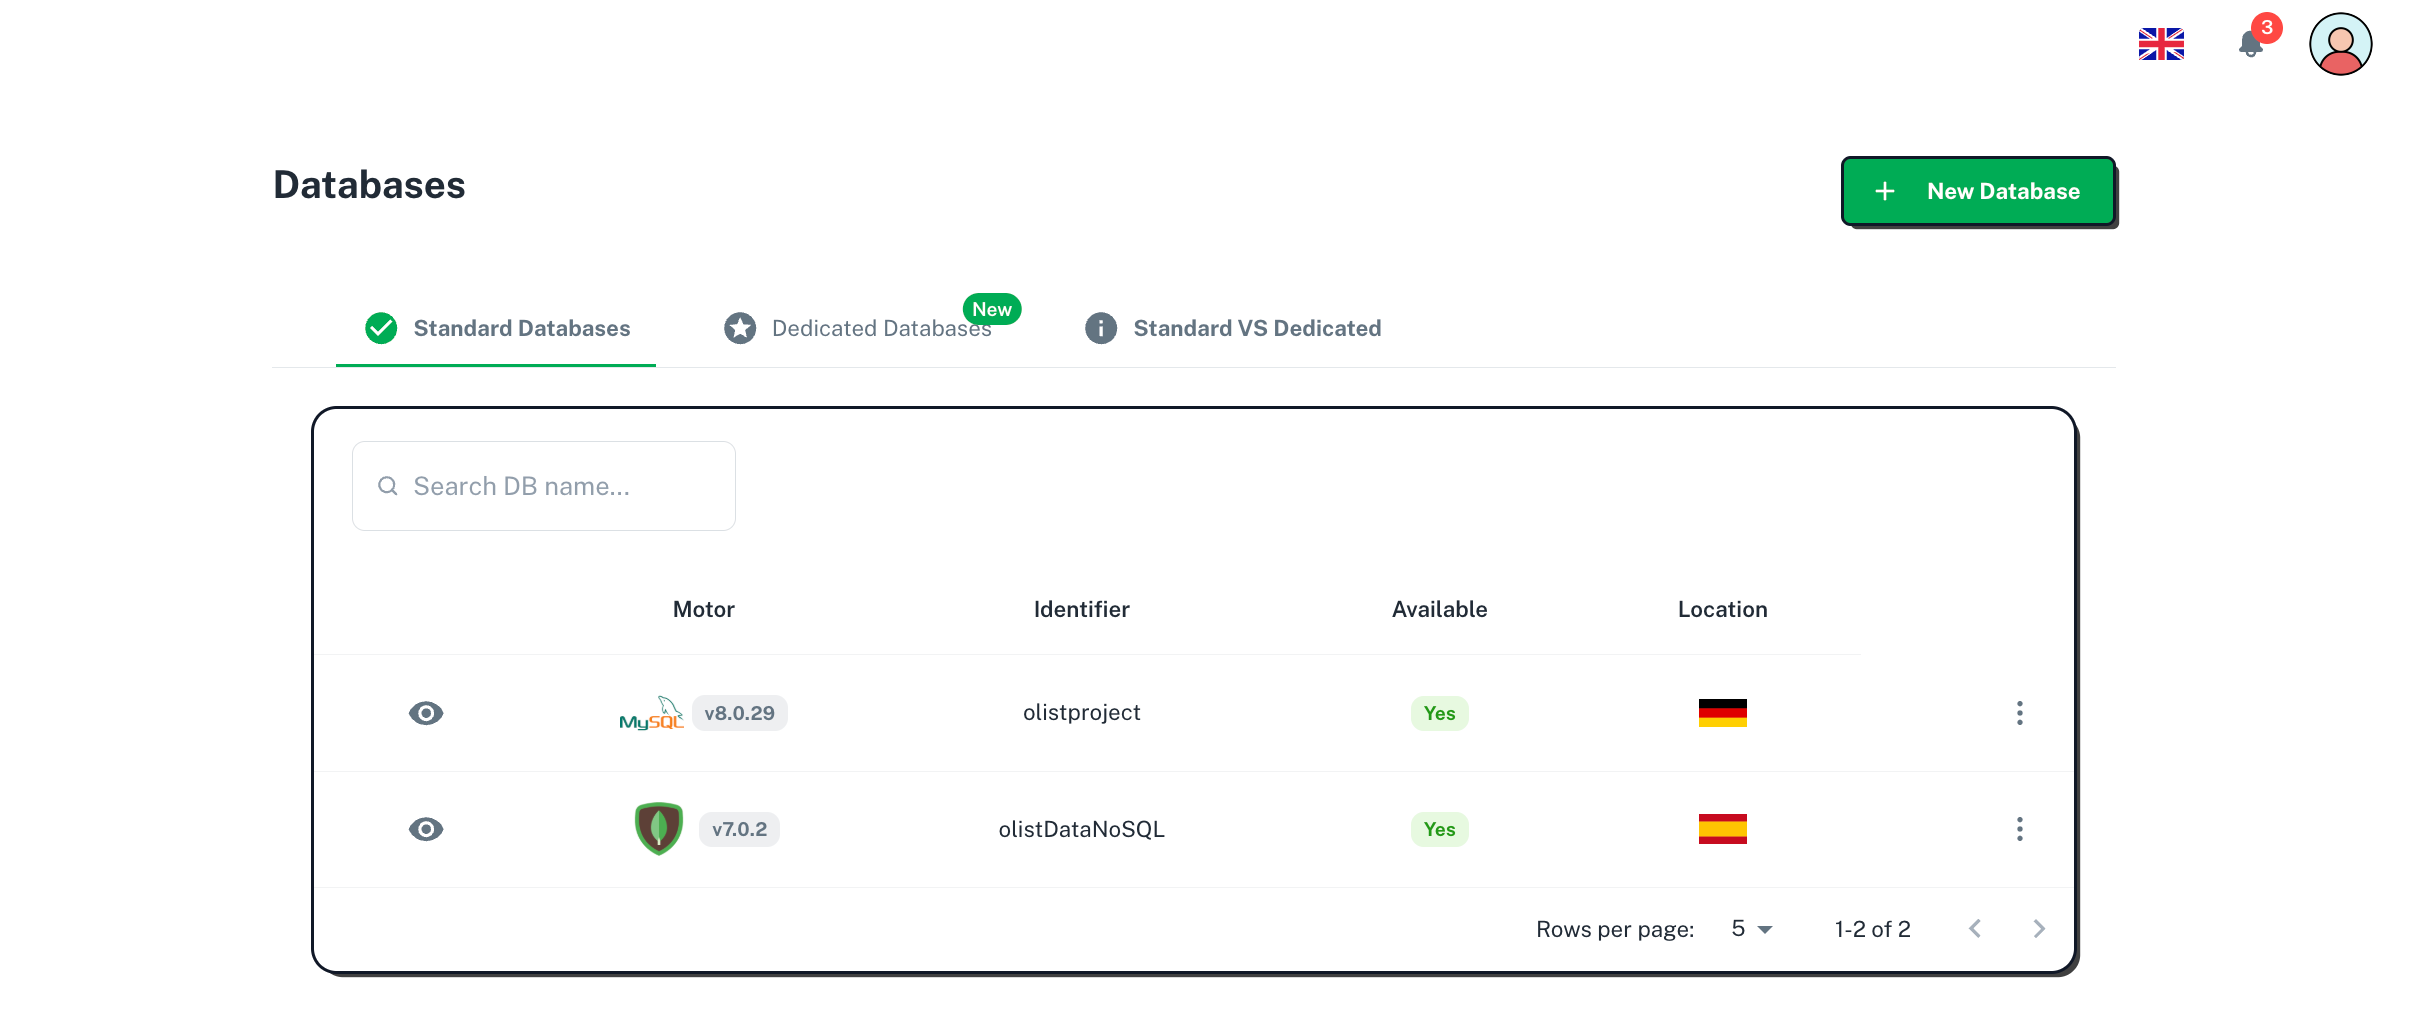 3
Databases
New Database
Standard Databases
Dedicated Databases
New
Standard VS Dedicated
Search DB name...
Motor Identifier Available Location
MySQL v8.0.29 olistproject Yes
v7.0.2 olistDataNoSQL Yes
Rows per page: 5 1-2 of 2